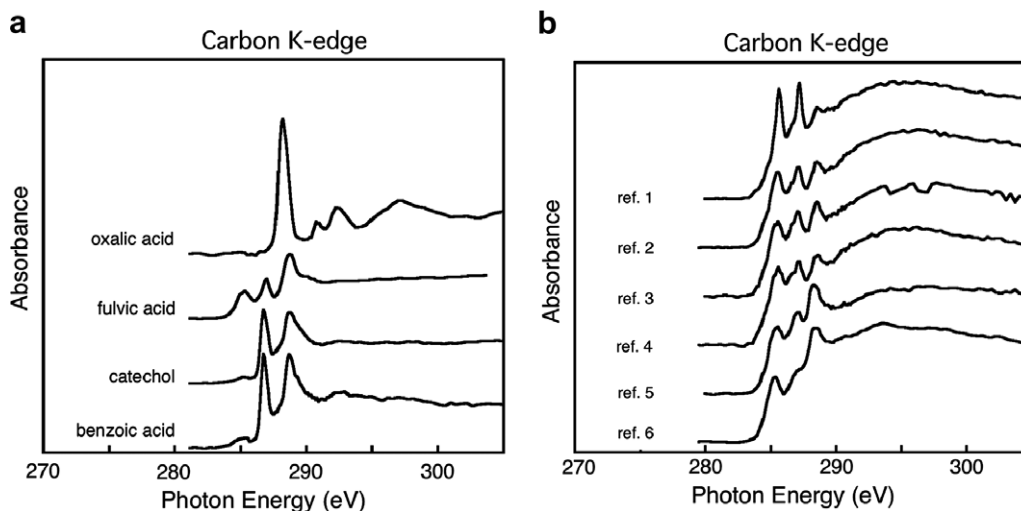 a
Carbon K-edge
Absorbance
oxalic acid
fulvic acid
catechol
benzoic acid
270
280
290
300
Photon Energy (eV)
b
Carbon K-edge
Absorbance
ref. 1
ref. 2
ref. 3
ref. 4
ref. 5
ref. 6
270
280
290
300
Photon Energy (eV)